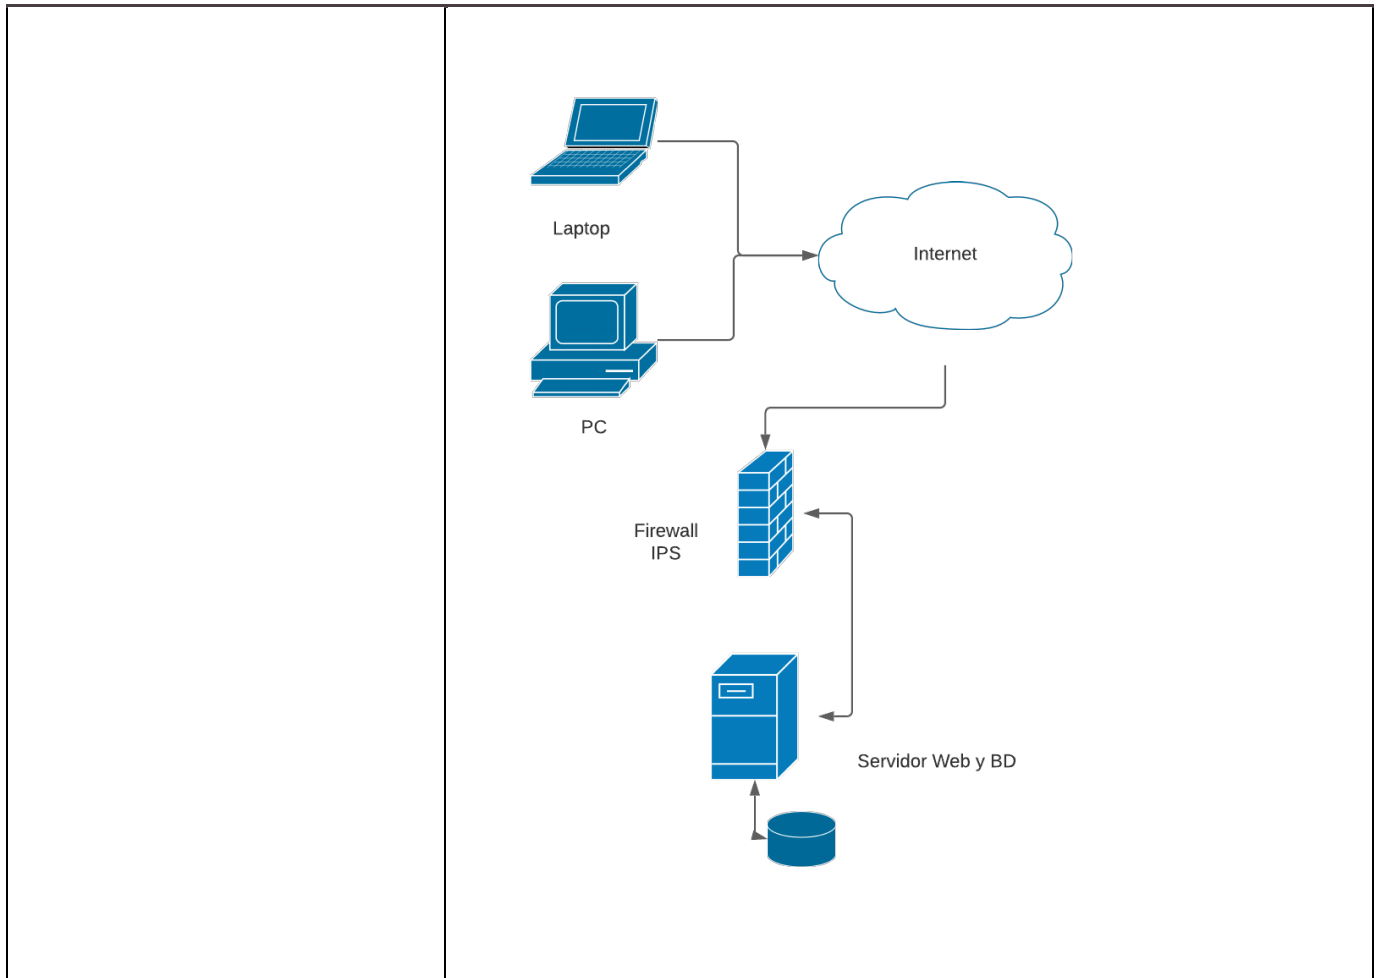 Laptop
Internet
PC
Firewall
IPS
Servidor Web y BD